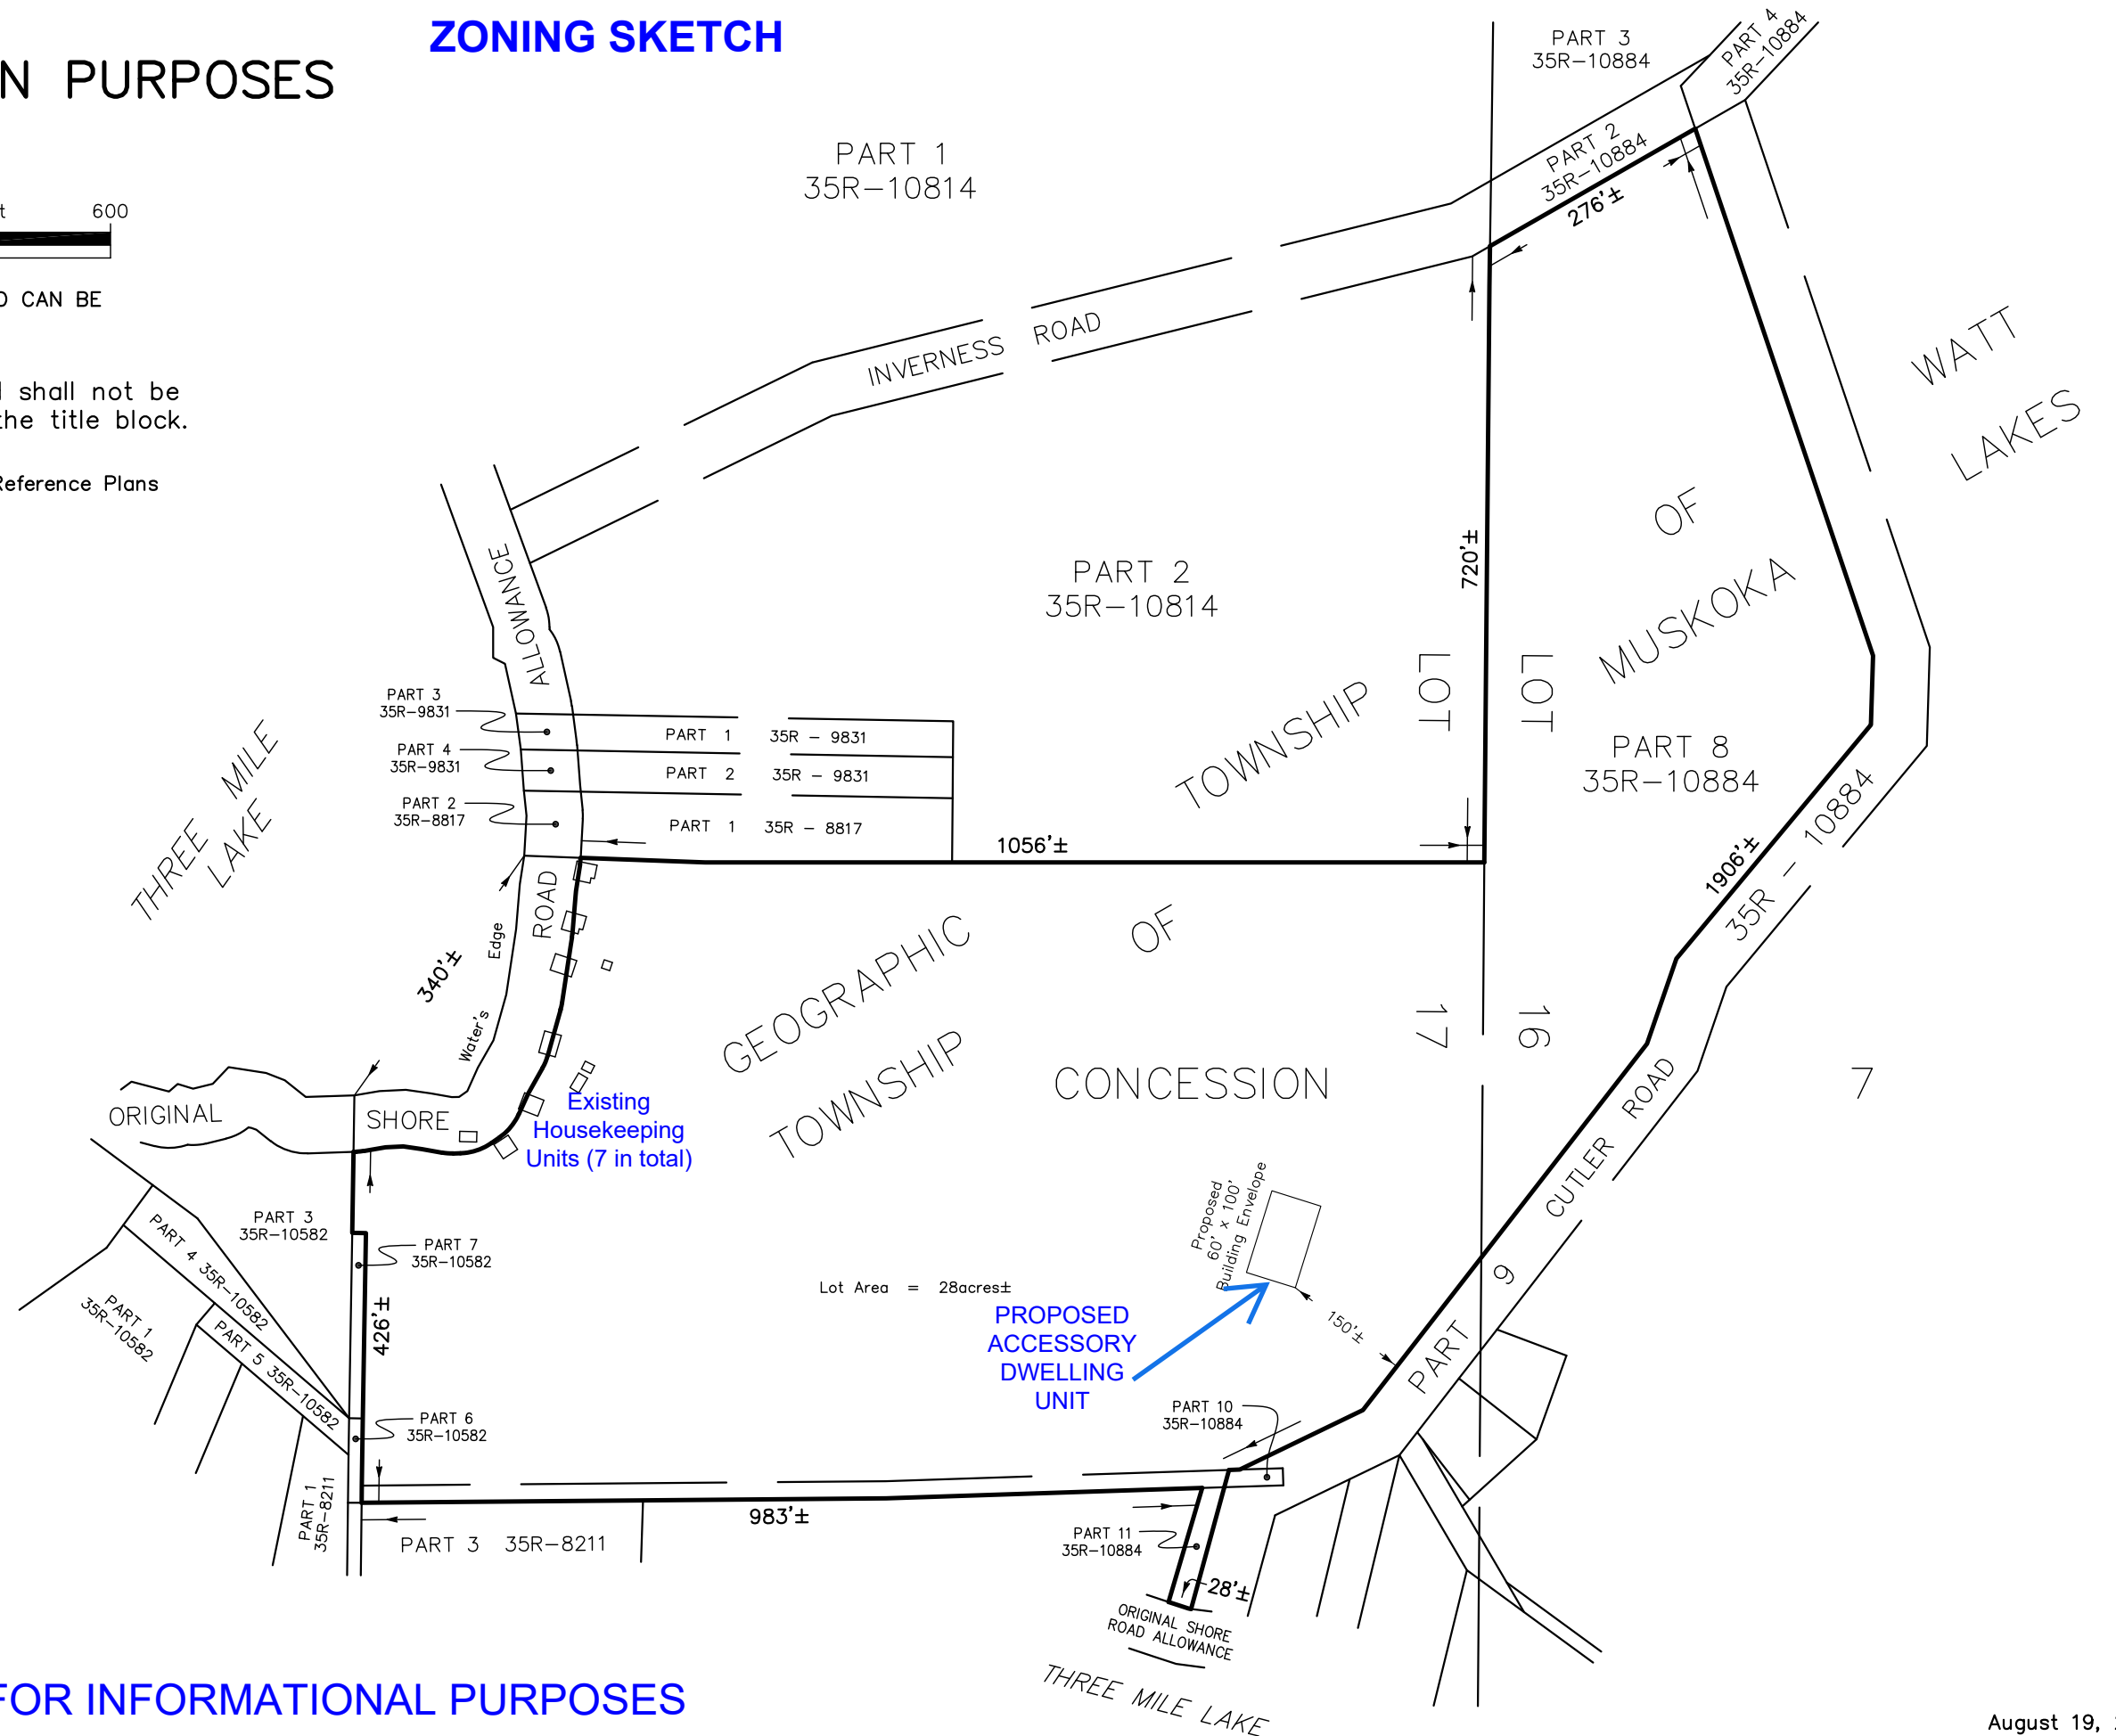 ZONING SKETCH
N PURPOSES
600
CAN BE
shall not be
the title block.
Reference Plans
PART 3
35R-10884
PART 4
35R-10884
PART 2
35R-10884
276'±
PART 1
35R-10814
INVERNESS ROAD
WATT
LAKES
OF
MUSKOKA
720'±
PART 2
35R-10814
ALLOWANCE
LOT
LOT
PART 8
35R-10884
TOWNSHIP
PART 3
35R-9831
PART 1 35R - 9831
PART 4
35R-9831
PART 2 35R - 9831
PART 2
35R-8817
PART 1 35R - 8817
1056'±
THREE MILE
LAKE
1906'±
35R - 10884
ROAD
Edge
Water's
340'±
GEOGRAPHIC
OF
TOWNSHIP
17
16
CONCESSION
7
ORIGINAL
SHORE
Existing
Housekeeping
Units (7 in total)
CUTLER ROAD
Proposed
60' x 100'
Building Envelope
PART 3
35R-10582
PART 4 35R-10582
PART 7
35R-10582
PART 9
Lot Area = 28acres±
PART 1
35R-10582
PART 5 35R-10582
426'±
PROPOSED
ACCESSORY
DWELLING
UNIT
150'±
PART 6
35R-10582
PART 10
35R-10884
PART 1
35R-8211
983'±
PART 3 35R-8211
PART 11
35R-10884
28'±
ORIGINAL SHORE
ROAD ALLOWANCE
THREE MILE LAKE
FOR INFORMATIONAL PURPOSES
August 19,